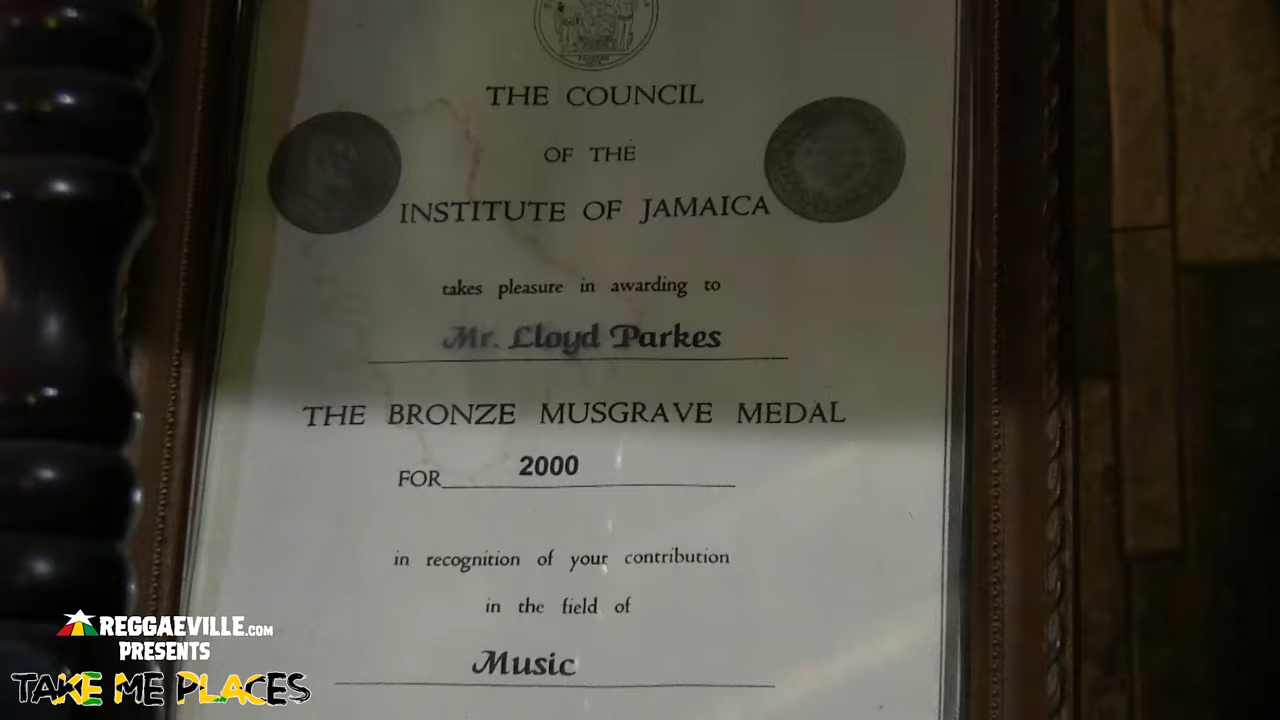 THE COUNCIL
OF THE
INSTITUTE OF JAMAICA
takes pleasure in awarding to
Mr. Lloyd Parkes
THE BRONZE MUSGRAVE MEDAL
FOR 2000
in recognition of your contribution
in the field of
Music
REGGAEVILLE.COM
PRESENTS
TAKE ME PLACES